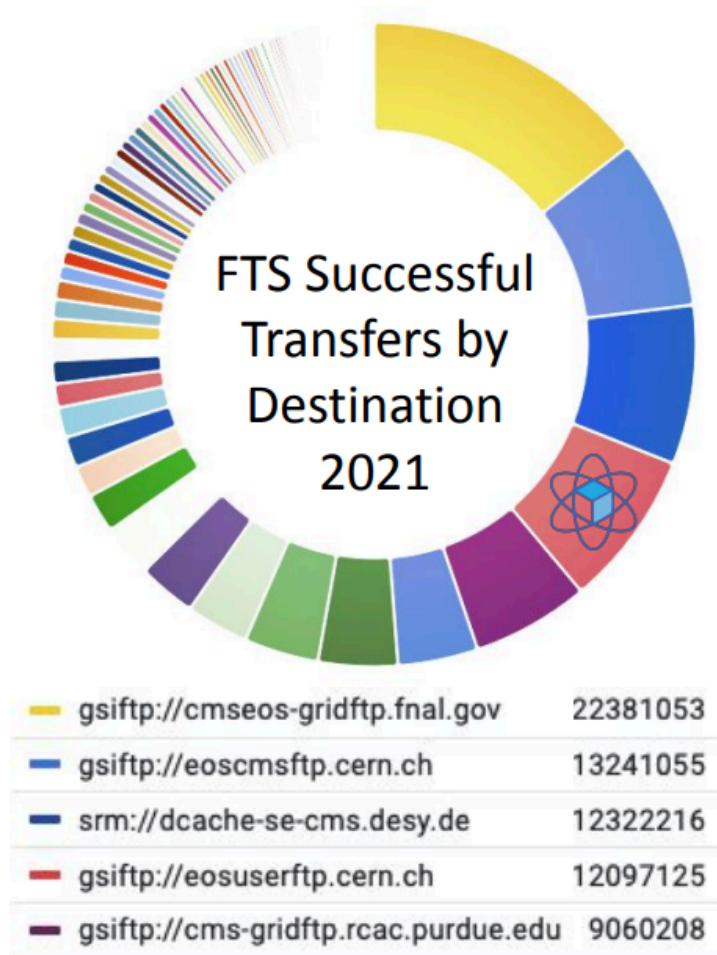 FTS Successful
Transfers by
Destination
2021
gsiftp://cmseos-gridftp.fnal.gov 22381053
gsiftp://eoscmsftp.cern.ch 13241055
srm://dcache-se-cms.desy.de 12322216
gsiftp://eosuserftp.cern.ch 12097125
gsiftp://cms-gridftp.rcac.purdue.edu 9060208